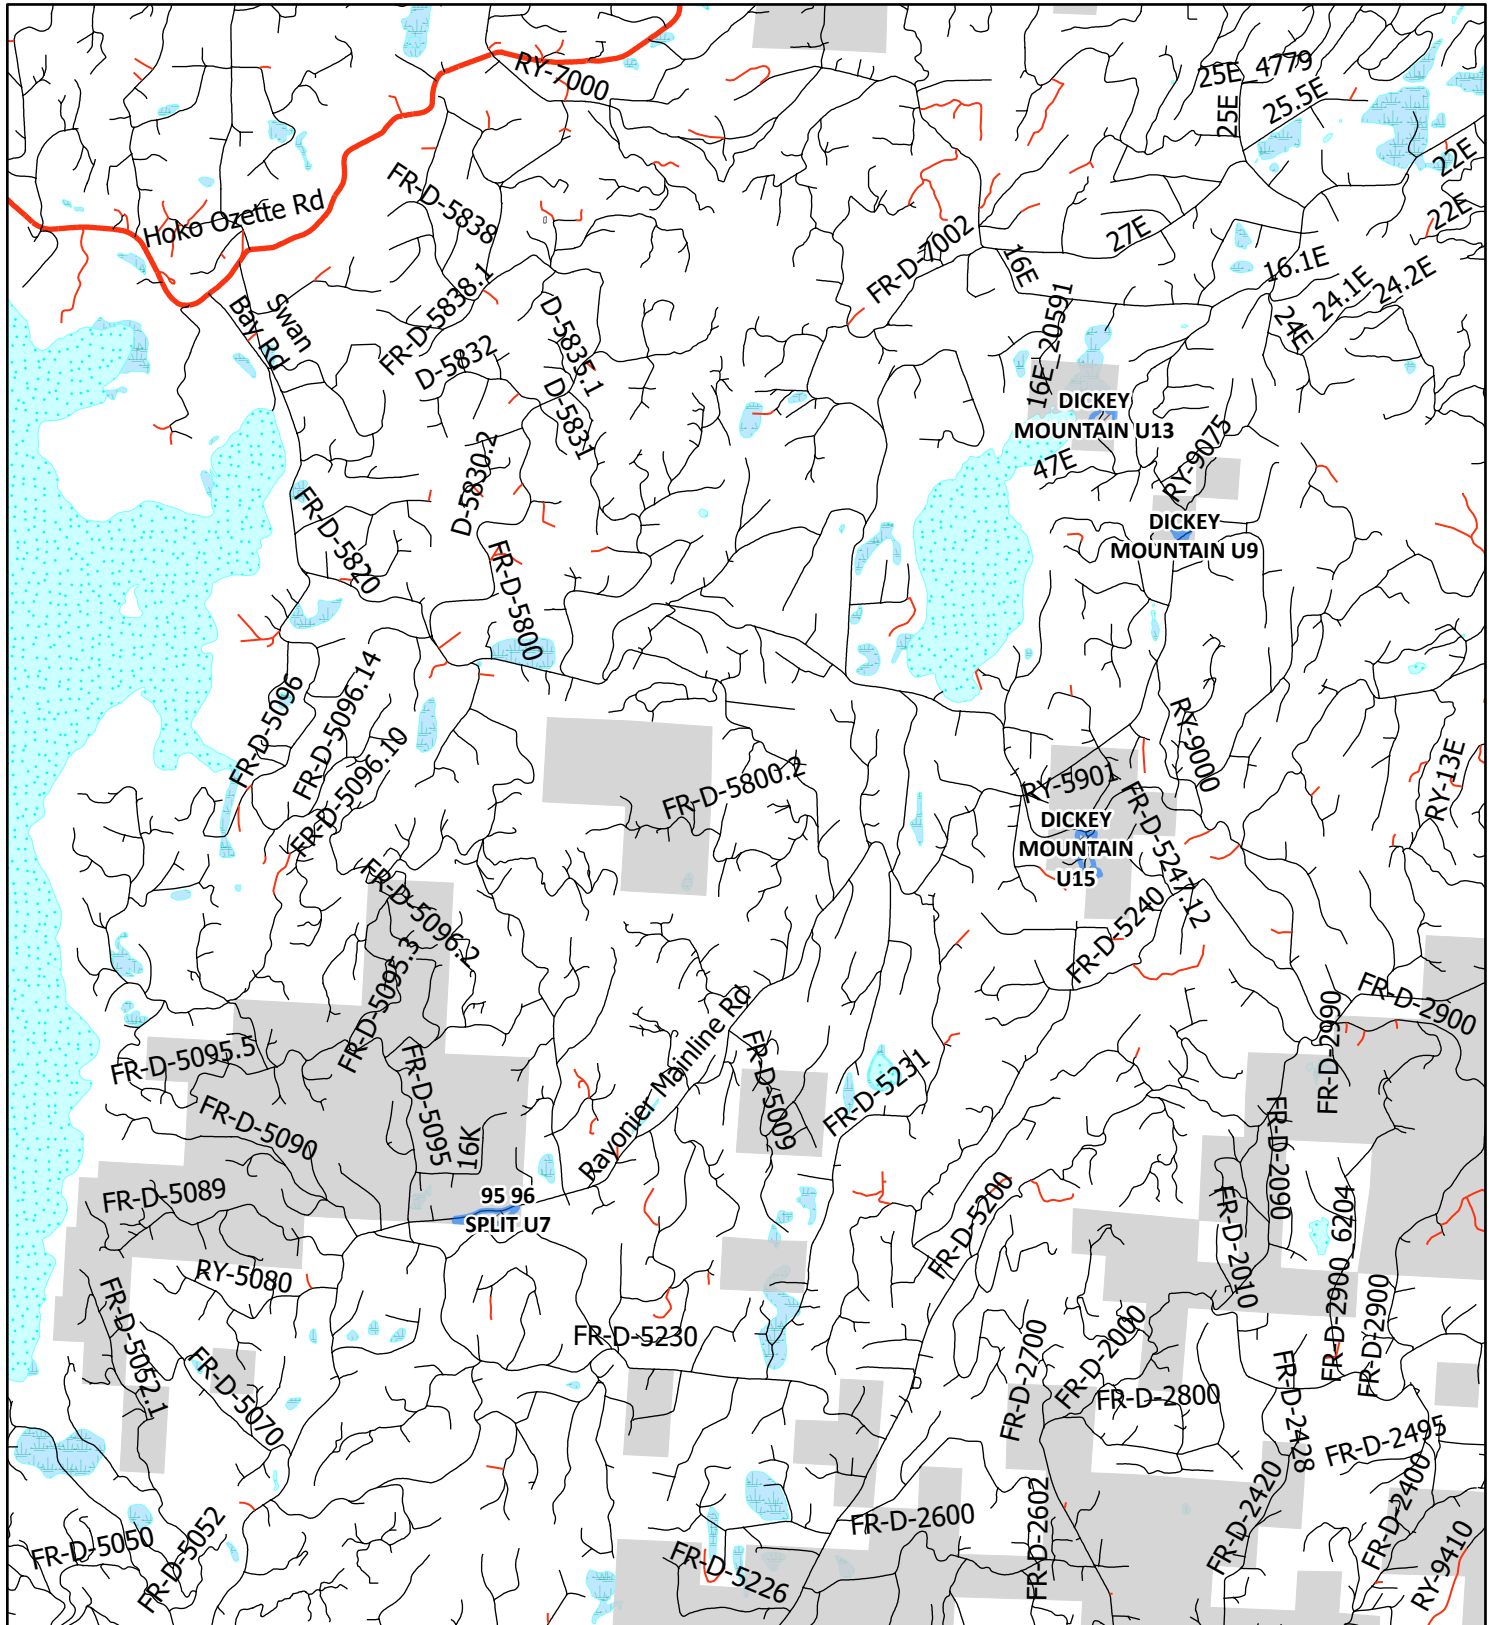 RY-7000
25E_4779
25E
25.5E
22E
22E
FR-D-5838
Hoko Ozette Rd
FR-D-7002
27E
16E
16.1E
24.1E
24.2E
24E
Swan
Bay Rd
FR-D-5838.1
D-5832
D-5835.1
D-5831
16E_20591
DICKEY
MOUNTAIN U13
47E
RY-9075
D-5830.2
FR-D-5820
DICKEY
MOUNTAIN U9
FR-D-5800
FR-D-5096
FR-D-5096.14
FR-D-5096.10
RY-9000
FR-D-5800.2
RY-5901
RY-13E
DICKEY
MOUNTAIN
U15
FR-D-5247.12
FR-D-5096.2
FR-D-5240
FR-D-5095.3
FR-D-2900
FR-D-2990
Rayonier Mainline Rd
FR-D-5095.5
FR-D-5095
FR-D-5009
FR-D-5231
FR-D-5090
16K
FR-D-2090
FR-D-5089
95 96
SPLIT U7
FR-D-5200
FR-D-2010
FR-D-2900_6204
RY-5080
FR-D-2900
FR-D-5052.1
FR-D-5230
FR-D-2700
FR-D-2000
FR-D-5070
FR-D-2800
FR-D-2428
FR-D-2495
FR-D-2420
FR-D-2400
FR-D-5050
FR-D-5052
FR-D-2600
FR-D-2602
FR-D-5226
RY-9410